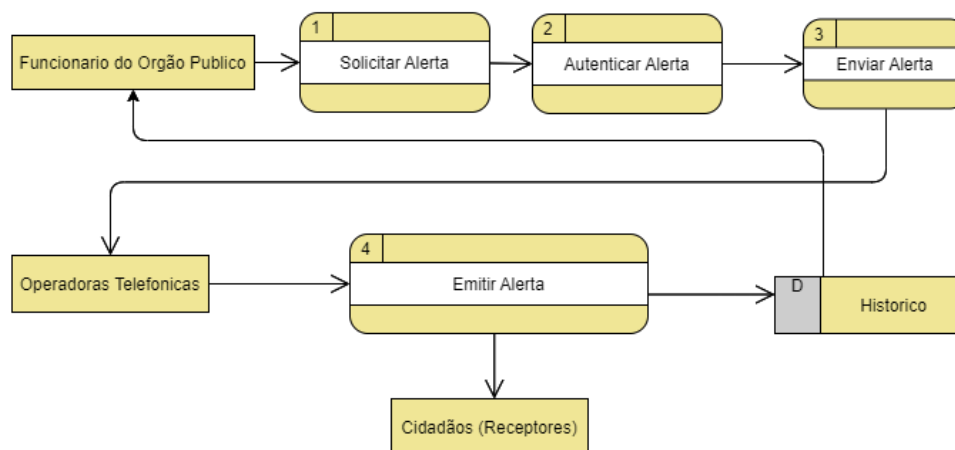 1
2
3
Funcionario do Orgão Publico
Solicitar Alerta
Autenticar Alerta
Enviar Alerta
4
Operadoras Telefonicas
Emitir Alerta
D
Historico
Cidadãos (Receptores)